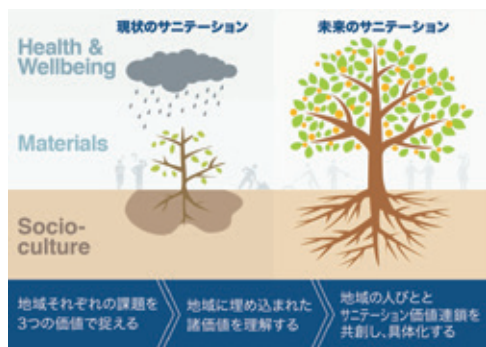 現状のサニテーション
未来のサニテーション
Health &
Wellbeing
Materials
Socio-
culture
地域それぞれの課題を
3つの価値で捉える
地域に埋め込まれた
諸価値を理解する
地域の人びとと
サニテーション価値連鎖を
共創し、具体化する